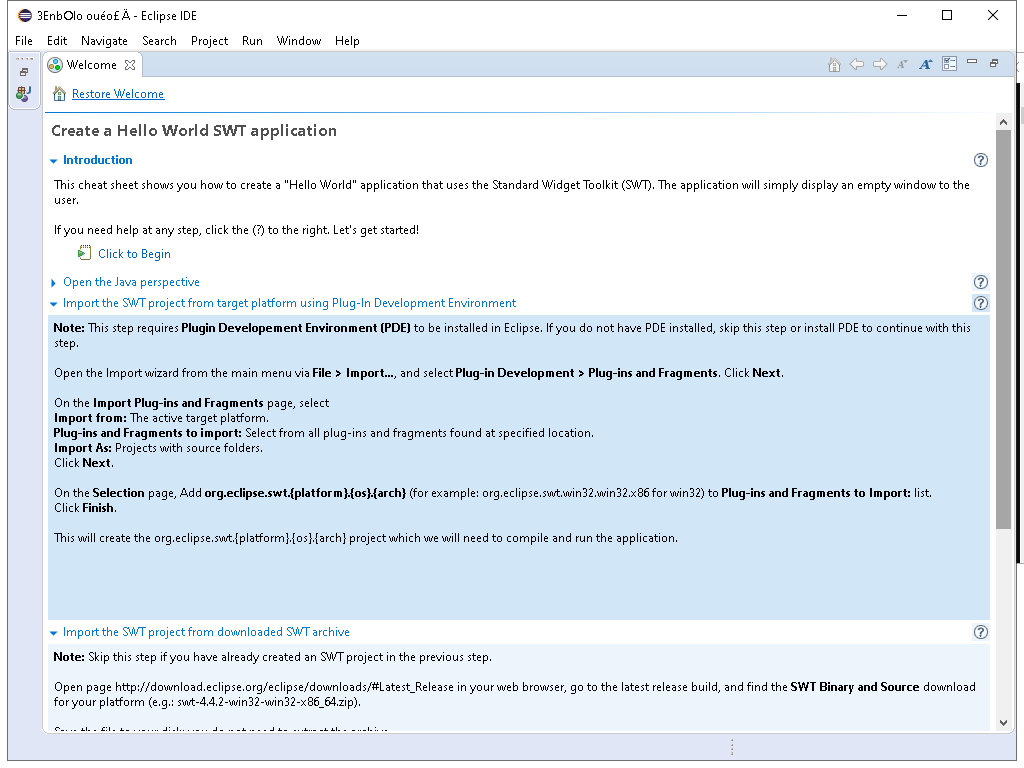 3EnbOlo ouéo£Ä - Eclipse IDE
File Edit Navigate Search Project Run Window Help
Welcome
Restore Welcome
Create a Hello World SWT application
Introduction
This cheat sheet shows you how to create a "Hello World" application that uses the Standard Widget Toolkit (SWT). The application will simply display an empty window to the
user.
If you need help at any step, click the (?) to the right. Let's get started!
Click to Begin
Open the Java perspective
Import the SWT project from target platform using Plug-In Development Environment
Note: This step requires Plugin Developement Environment (PDE) to be installed in Eclipse. If you do not have PDE installed, skip this step or install PDE to continue with this
step.
Open the Import wizard from the main menu via File > Import..., and select Plug-in Development > Plug-ins and Fragments. Click Next.
On the Import Plug-ins and Fragments page, select
Import from: The active target platform.
Plug-ins and Fragments to import: Select from all plug-ins and fragments found at specified location.
Import As: Projects with source folders.
Click Next.
On the Selection page, Add org.eclipse.swt.{platform}.{os}.{arch} (for example: org.eclipse.swt.win32.win32.x86 for win32) to Plug-ins and Fragments to Import: list.
Click Finish.
This will create the org.eclipse.swt.{platform}.{os}.{arch} project which we will need to compile and run the application.
Import the SWT project from downloaded SWT archive
Note: Skip this step if you have already created an SWT project in the previous step.
Open page http://download.eclipse.org/eclipse/downloads/#Latest_Release in your web browser, go to the latest release build, and find the SWT Binary and Source download
for your platform (e.g.: swt-4.4.2-win32-win32-x86_64.zip).
Save the file to your disk you do not need to extract the archive